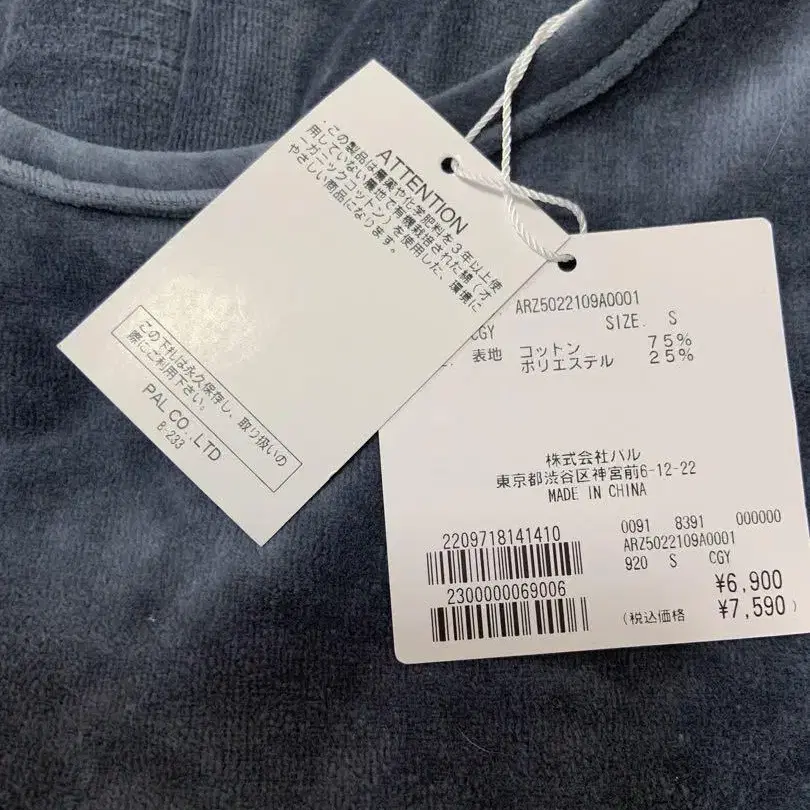 ATTENTION
この製品は農薬や化学肥料を3年以上使
用していない農地で有機栽培された綿(オ
ーガニックコットン)を使用した、環境に
やさしい商品になります。
この下札は永久保存し、取り扱いの
際にご利用下さい。
PAL CO.,LTD
8-233
ARZ5022109A0001
CGY
SIZE. S
表地 コットン 75%
ポリエステル 25%
株式会社パル
東京都渋谷区神宮前6-12-22
MADE IN CHINA
2209718141410
2300000069006
0091 8391 000000
ARZ5022109A0001
920 S CGY
¥6,900
(税込価格 ¥7,590)